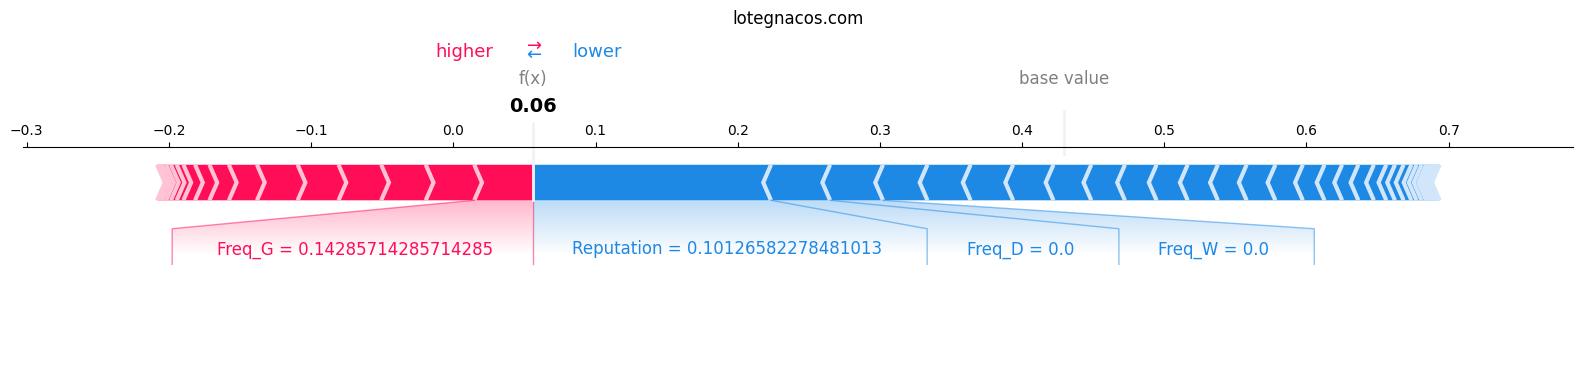 lotegnacos.com
higher → ← lower
f(x) base value
0.06
−0.3 −0.2 −0.1 0.0 0.1 0.2 0.3 0.4 0.5 0.6 0.7
Freq_G = 0.14285714285714285 Reputation = 0.10126582278481013 Freq_D = 0.0 Freq_W = 0.0